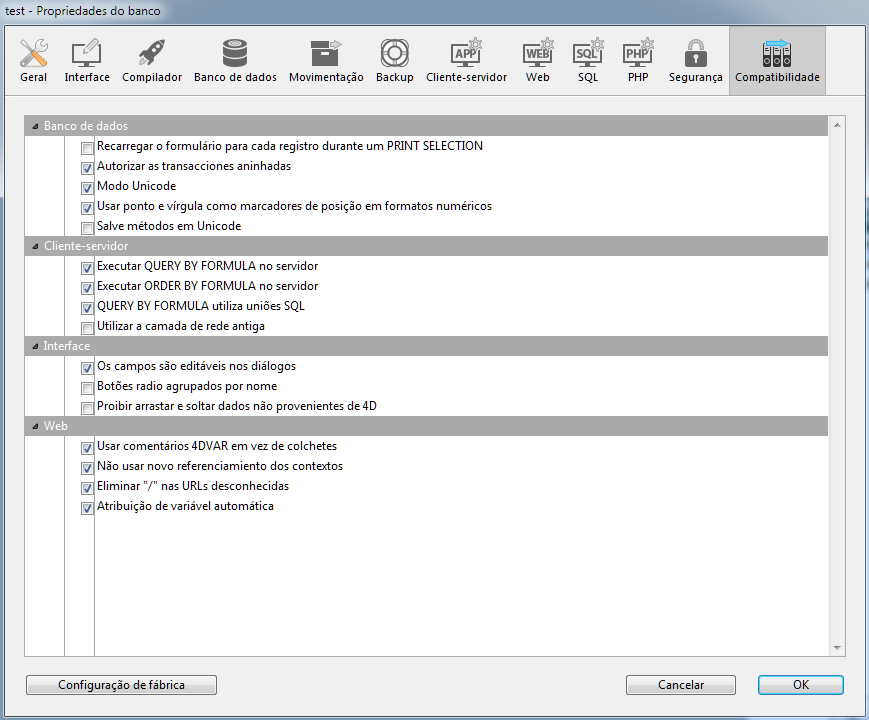 test - Propriedades do banco
Geral Interface Compilador Banco de dados Movimentação Backup APP Cliente-servidor WEB Web SQL SQL PHP PHP Segurança Compatibilidade
Banco de dados
Recarregar o formulário para cada registro durante um PRINT SELECTION
Autorizar as transacciones aninhadas
Modo Unicode
Usar ponto e vírgula como marcadores de posição em formatos numéricos
Salve métodos em Unicode
Cliente-servidor
Executar QUERY BY FORMULA no servidor
Executar ORDER BY FORMULA no servidor
QUERY BY FORMULA utiliza uniões SQL
Utilizar a camada de rede antiga
Interface
Os campos são editáveis nos diálogos
Botões radio agrupados por nome
Proibir arrastar e soltar dados não provenientes de 4D
Web
Usar comentários 4DVAR em vez de colchetes
Não usar novo referenciamento dos contextos
Eliminar "/" nas URLs desconhecidas
Atribuição de variável automática
Configuração de fábrica Cancelar OK